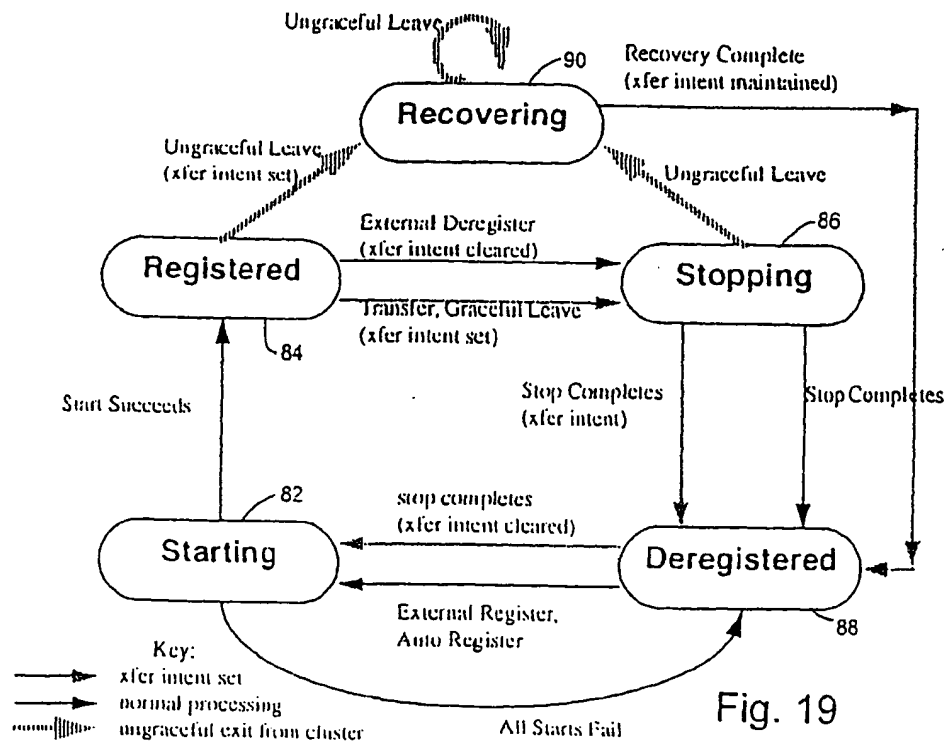 Ungraceful Leave
90
Recovery Complete
(xfer intent maintained)
Recovering
Ungraceful Leave
(xfer intent set)
Ungraceful Leave
External Deregister
(xfer intent cleared)
86
Registered
Stopping
Transfer, Graceful Leave
(xfer intent set)
84
Start Succeeds
Stop Completes
(xfer intent)
Stop Completes
82
stop completes
(xfer intent cleared)
Starting
Deregistered
External Register,
Auto Register
88
Key:
xfer intent set
normal processing
ungraceful exit from cluster
All Starts Fail
Fig. 19